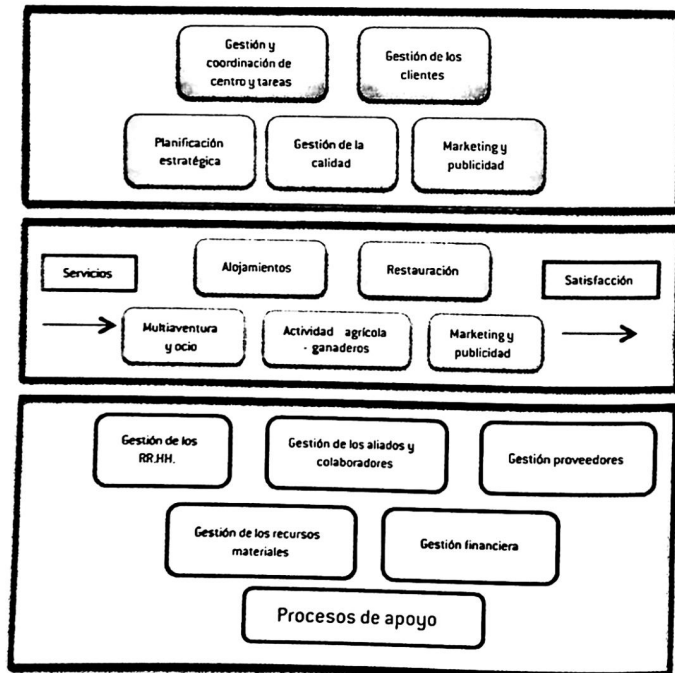 Gestión y
coordinación de
centro y tareas
Gestión de los
clientes
Planificación
estratégica
Gestión de la
calidad
Marketing y
publicidad
Servicios
Alojamientos
Restauración
Satisfacción
Multiaventura
y ocio
Actividad agrícola
- ganaderos
Marketing y
publicidad
Gestión de los
RR.HH.
Gestión de los aliados y
colaboradores
Gestión proveedores
Gestión de los recursos
materiales
Gestión financiera
Procesos de apoyo